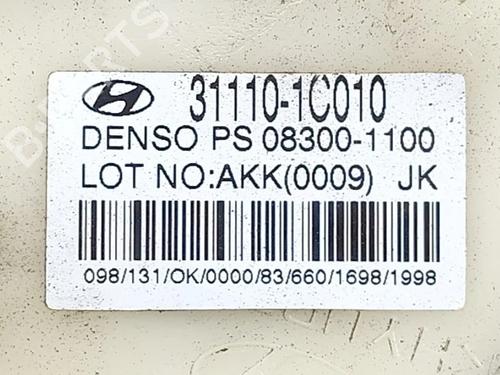 31110-1C010
DENSO PS 08300-1100
LOT NO:AKK(0009) JK
098/131/OK/0000/83/660/1698/1998